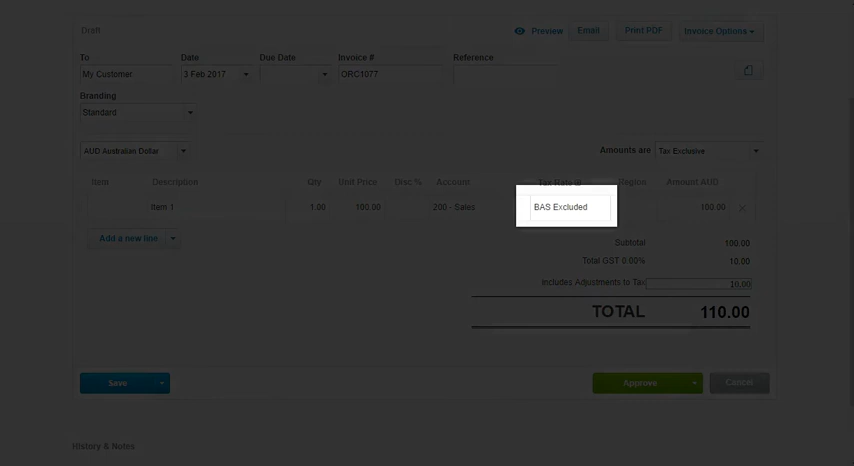 Draft
Preview Email Print PDF Invoice Options
To Date Due Date Invoice # Reference
My Customer 3 Feb 2017 ORC1077
Branding
Standard
AUD Australian Dollar Amounts are Tax Exclusive
Item Description Qty Unit Price Disc % Account Tax Rate Region Amount AUD
Item 1 1.00 100.00 200 - Sales BAS Excluded 100.00
Add a new line
Subtotal 100.00
Total GST 0.00% 10.00
Includes Adjustments to Tax 10.00
TOTAL 110.00
Save Approve Cancel
History & Notes